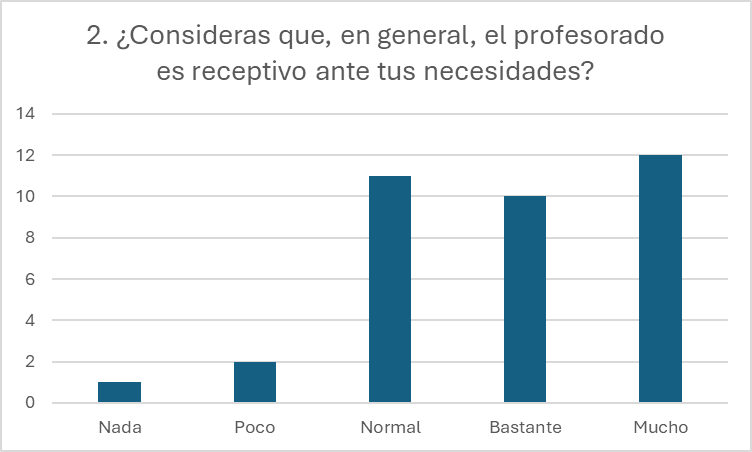 2. ¿Consideras que, en general, el profesorado
es receptivo ante tus necesidades?
14
12
10
8
6
4
2
0
Nada Poco Normal Bastante Mucho